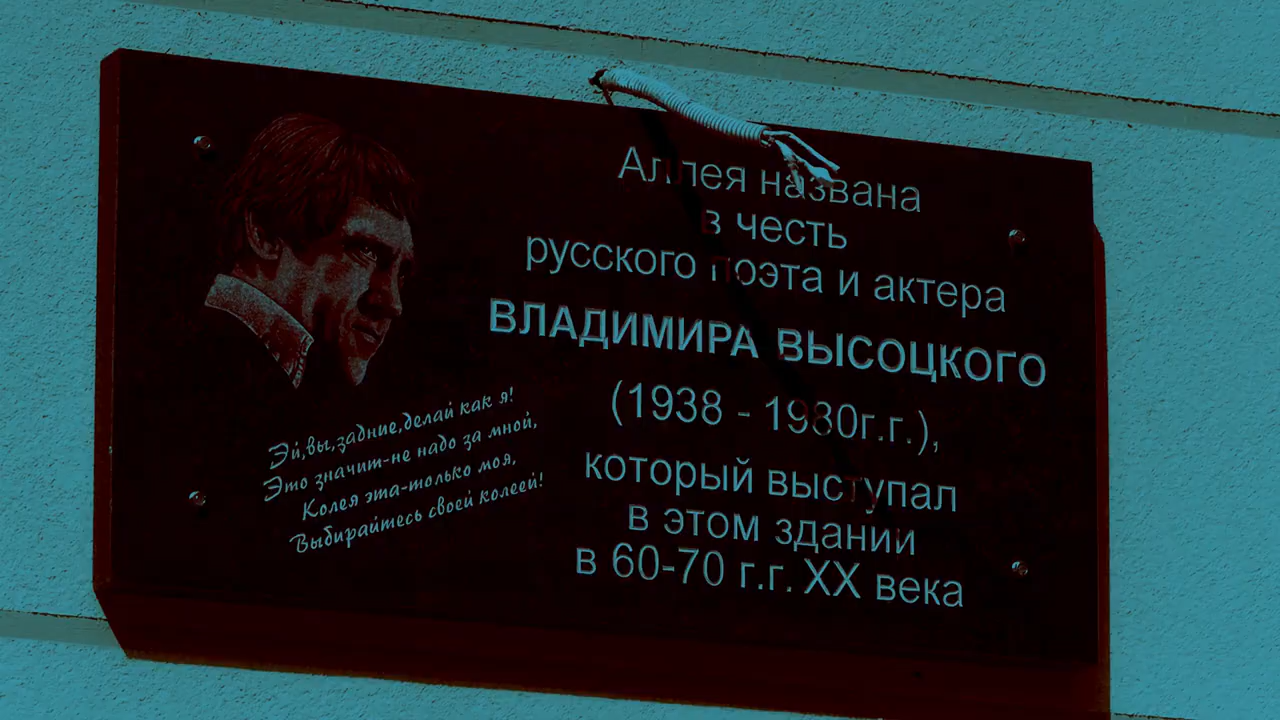 Аллея названа
в честь
русского поэта и актера
ВЛАДИМИРА ВЫСОЦКОГО
(1938 - 1980г.г.),
который выступал
в этом здании
в 60-70 г.г. XX века
Эй,вы,задние,делай как я!
Это значит-не надо за мной,
Колея эта-только моя,
Выбирайтесь своей колеей!